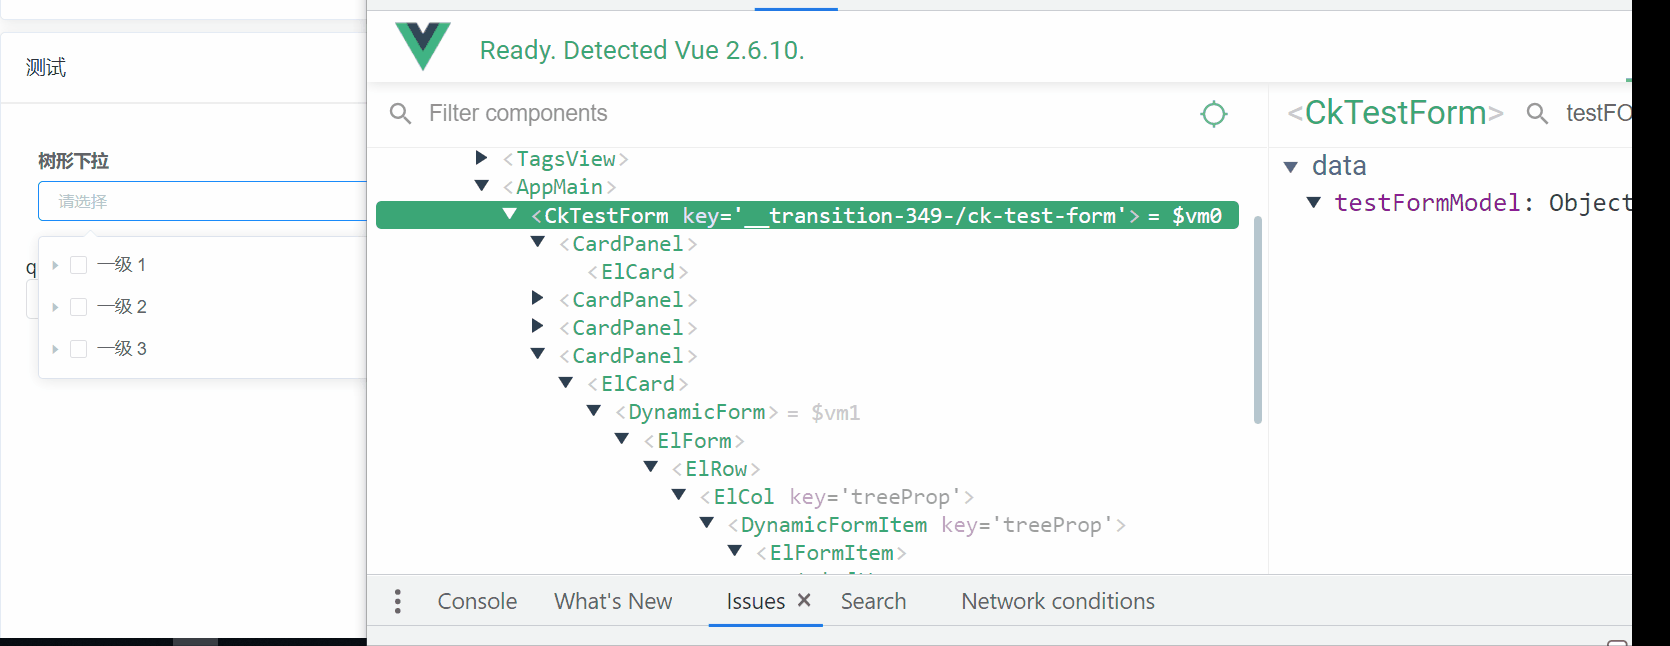 测试
树形下拉
请选择
q
一级 1
一级 2
一级 3
Ready. Detected Vue 2.6.10.
Filter components
<TagsView>
<AppMain>
<CkTestForm key='__transition-349-/ck-test-form'> = $vm0
<CardPanel>
<ElCard>
<CardPanel>
<CardPanel>
<CardPanel>
<ElCard>
<DynamicForm> = $vm1
<ElForm>
<ElRow>
<ElCol key='treeProp'>
<DynamicFormItem key='treeProp'>
<ElFormItem>
<CkTestForm>
testFO
data
testFormModel: Object
Console
What's New
Issues ×
Search
Network conditions